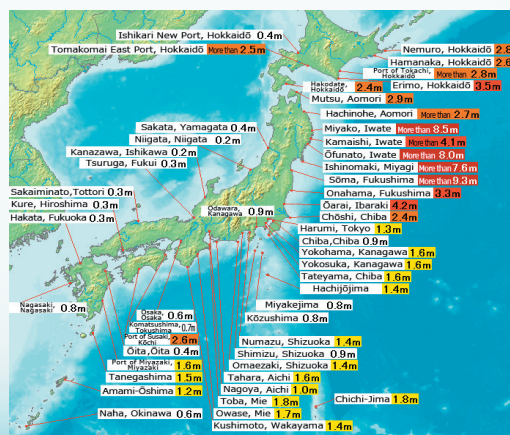 Ishikari New Port, Hokkaidō 0.4m
Tomakomai East Port, Hokkaidō More than 2.5m
Nemuro, Hokkaidō 2.8
Hamanaka, Hokkaidō 2.6
Port of Tokachi, Hokkaidō More than 2.8m
Hakodate, Hokkaidō 2.4m
Erimo, Hokkaidō 3.5m
Mutsu, Aomori 2.9m
Hachinohe, Aomori More than 2.7m
Sakata, Yamagata 0.4m
Miyako, Iwate More than 8.5m
Niigata, Niigata 0.2m
Kamaishi, Iwate More than 4.1m
Kanazawa, Ishikawa 0.2m
Ōfunato, Iwate More than 8.0m
Tsuruga, Fukui 0.3m
Ishinomaki, Miyagi More than 7.6m
Sōma, Fukushima More than 9.3m
Sakaiminato,Tottori 0.3m
Onahama, Fukushima 3.3m
Kure, Hiroshima 0.3m
Ōarai, Ibaraki 4.2m
Hakata, Fukuoka 0.3m
Odawara, Kanagawa 0.9m
Chōshi, Chiba 2.4m
Harumi, Tokyo 1.3m
Chiba,Chiba 0.9m
Yokohama, Kanagawa 1.6m
Yokosuka, Kanagawa 1.6m
Tateyama, Chiba 1.6m
Hachijōjima 1.4m
Nagasaki, Nagasaki 0.8m
Miyakejima 0.8m
Osaka, Osaka 0.6m
Kōzushima 0.8m
Komatsushima, Tokushima 0.7m
Port of Susaki, Kōchi 2.6m
Numazu, Shizuoka 1.4m
Ōita,Ōita 0.4m
Shimizu, Shizuoka 0.9m
Port of Miyazaki, Miyazaki 1.6m
Omaezaki, Shizuoka 1.4m
Tanegashima 1.5m
Tahara, Aichi 1.6m
Amami-Ōshima 1.2m
Nagoya, Aichi 1.0m
Toba, Mie 1.8m
Chichi-Jima 1.8m
Naha, Okinawa 0.6m
Owase, Mie 1.7m
Kushimoto, Wakayama 1.4m